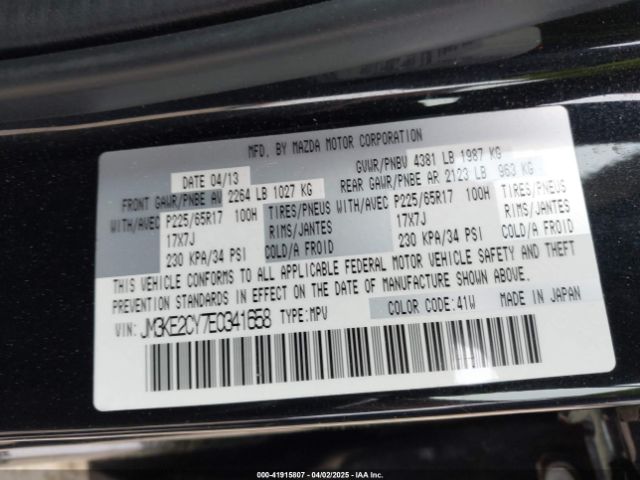 MFD. BY MAZDA MOTOR CORPORATION
DATE 04/13 GVWR/PNBV 4381 LB 1987 KG
FRONT GAWR/PNBE AV 2264 LB 1027 KG REAR GAWR/PNBE AR 2123 LB 963 KG
WITH/AVEC P225/65R17 100H TIRES/PNEUS WITH/AVEC P225/65R17 100H TIRES/PNEUS
17X7J RIMS/JANTES 17X7J RIMS/JANTES
230 KPA/34 PSI COLD/A FROID 230 KPA/34 PSI COLD/A FROID
THIS VEHICLE CONFORMS TO ALL APPLICABLE FEDERAL MOTOR VEHICLE SAFETY AND THEFT
PREVENTION STANDARDS IN EFFECT ON THE DATE OF MANUFACTURE SHOWN ABOVE.
VIN: JM3KE2CY7E0341658 TYPE: MPV COLOR CODE: 41W MADE IN JAPAN
000-41915807 - 04/02/2025 - IAA Inc.